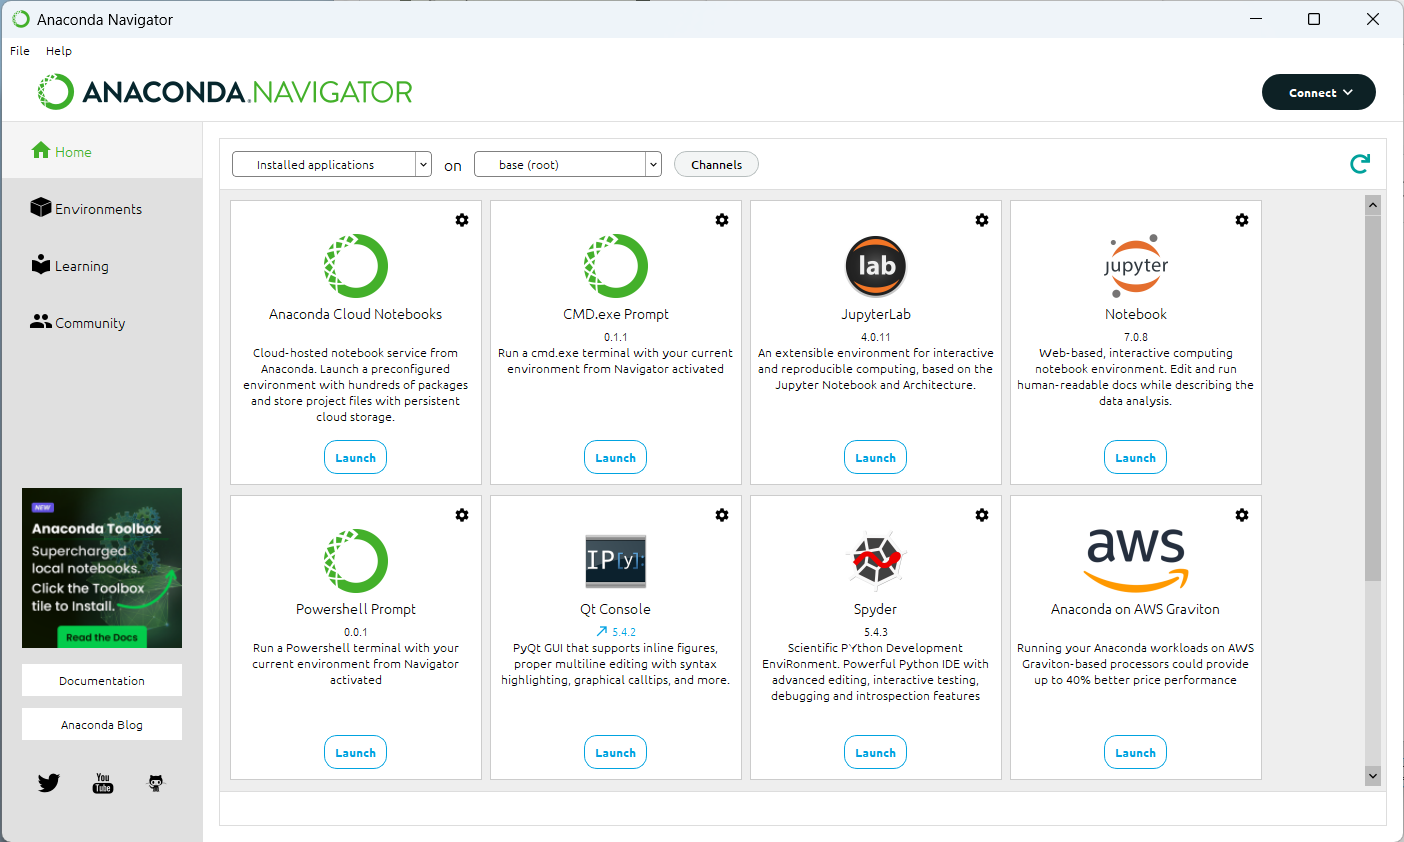 Anaconda Navigator
File Help
ANACONDA.NAVIGATOR
Connect
Home
Environments
Learning
Community
NEW
Anaconda Toolbox
Supercharged
local notebooks.
Click the Toolbox
tile to Install.
Read the Docs
Documentation
Anaconda Blog
You
Tube
Installed applications on base (root) Channels
Anaconda Cloud Notebooks
Cloud-hosted notebook service from
Anaconda. Launch a preconfigured
environment with hundreds of packages
and store project files with persistent
cloud storage.
Launch
CMD.exe Prompt
0.1.1
Run a cmd.exe terminal with your current
environment from Navigator activated
Launch
lab
JupyterLab
4.0.11
An extensible environment for interactive
and reproducible computing, based on the
Jupyter Notebook and Architecture.
Launch
jupyter
Notebook
7.0.8
Web-based, interactive computing
notebook environment. Edit and run
human-readable docs while describing the
data analysis.
Launch
Powershell Prompt
0.0.1
Run a Powershell terminal with your
current environment from Navigator
activated
Launch
IP[y]:
Qt Console
5.4.2
PyQt GUI that supports inline figures,
proper multiline editing with syntax
highlighting, graphical calltips, and more.
Launch
Spyder
5.4.3
Scientific PYthon Development
EnviRonment. Powerful Python IDE with
advanced editing, interactive testing,
debugging and introspection features
Launch
aws
Anaconda on AWS Graviton
Running your Anaconda workloads on AWS
Graviton-based processors could provide
up to 40% better price performance
Launch